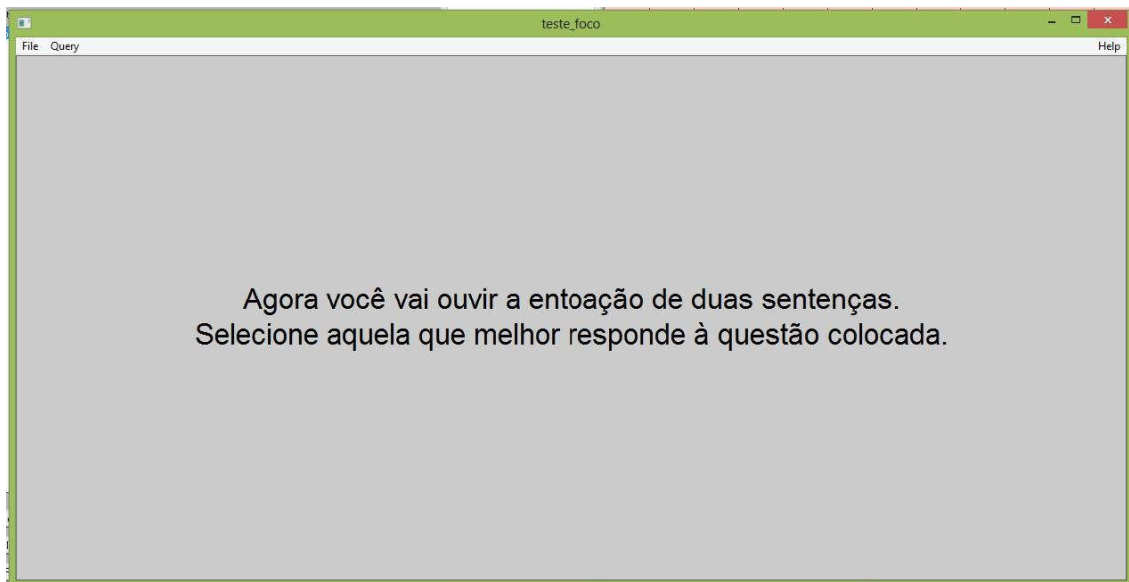 teste_foco
File Query Help
Agora você vai ouvir a entoação de duas sentenças.
Selecione aquela que melhor responde à questão colocada.